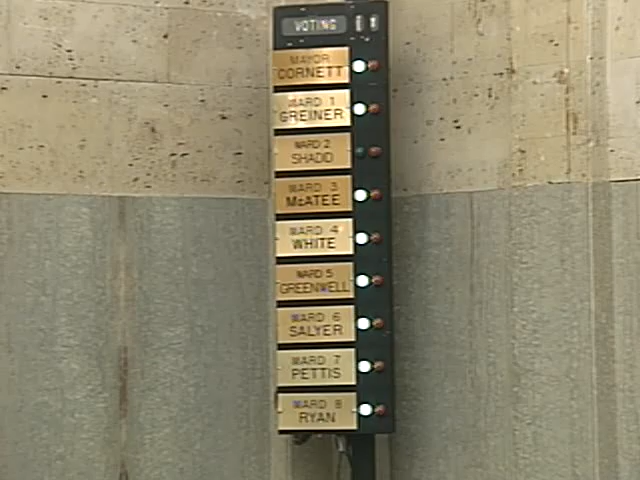 VOTING
MAYOR
CORNETT
WARD 1
GREINER
WARD 2
SHADID
WARD 3
McATEE
WARD 4
WHITE
WARD 5
GREENWELL
WARD 6
SALYER
WARD 7
PETTIS
WARD 8
RYAN